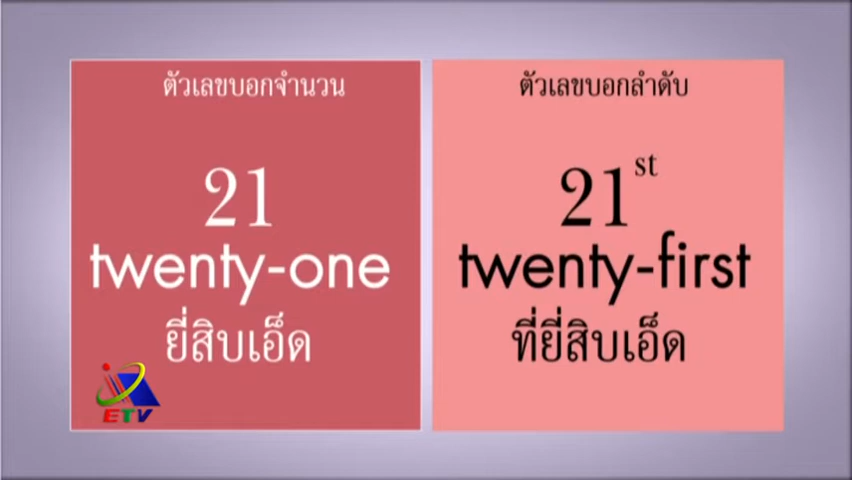 ตัวเลขบอกจำนวน
21
twenty-one
ยี่สิบเอ็ด
ตัวเลขบอกลำดับ
21st
twenty-first
ที่ยี่สิบเอ็ด
ETV